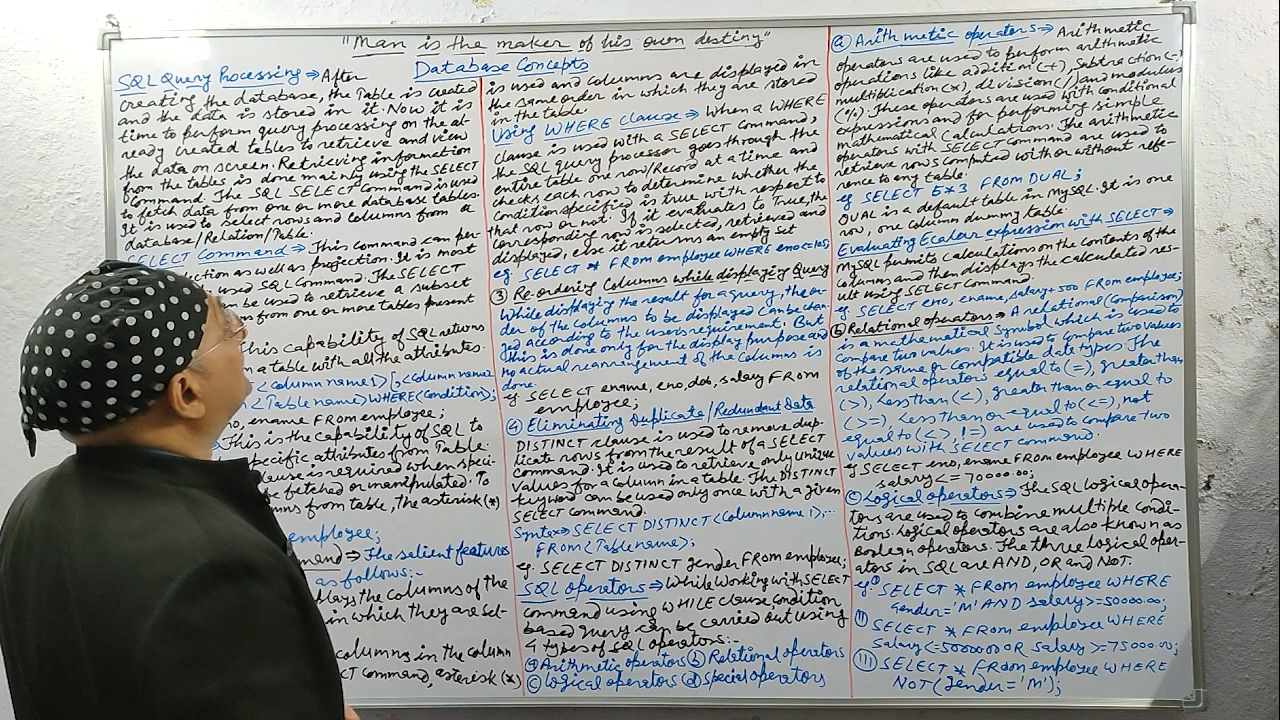 "Man is the maker of his own destiny"
Database Concepts
SQL Query Processing ⇒ After
creating the database, the Table is created
and the data is stored in it. Now it is
time to perform query processing on the al-
ready created tables to retrieve and view
the data on screen. Retrieving information
from the tables is done mainly using the SELECT
Command. The SQL SELECT Command is used
to fetch data from one or more database tables.
It is used to select rows and columns from a
database/Relation/Table.
SELECT Command ⇒ This command can per-
ction as well as projection. It is most
used SQL Command. The SELECT
n be used to retrieve a subset
ns from one or more tables present
this capability of SQL returns
n a table with all the attributes.
<column name1>[,<column name
<Table name> WHERE(Condition);
no, ename FROM employee;
This is the capability of SQL to
pecific attributes from Table.
ause is required when speci-
be fetched or manipulated. To
mns from table, the asterisk(*)
employee;
mand ⇒ The salient features
as follows:-
lays the columns of the
in which they are sel-
columns in the column
CT command, asterisk (*)
is used and columns are displayed in
the same order in which they are stored
in the table.
Using WHERE Clause ⇒ When a WHERE
clause is used with a SELECT Command,
the SQL query processor goes through the
entire table one row/Record at a time and
checks each row to determine whether the
Condition specified is true with respect to
that row or not. If it evaluates to True, the
corresponding row is selected, retrieved and
displayed, else it returns an empty set
eg. SELECT * FROM employee WHERE eno<=105;
③ Re-ordering Columns while displaying Query
While displaying the result for a query, the or-
der of the columns to be displayed can be chan-
ged according to the users requirement. But
this is done only for the display purpose and
no actual rearrangement of the columns is
done.
eg SELECT ename, eno, dob, salary FROM
employee;
④ Eliminating Duplicate/Redundant Data
DISTINCT clause is used to remove dup-
licate rows from the result of a SELECT
command. It is used to retrieve only unique
values for a column in a table. The DISTINCT
keyword can be used only once with a given
SELECT command.
Syntax ⇒ SELECT DISTINCT <Column name 1>,...
FROM <Table name>;
eg. SELECT DISTINCT gender FROM employee;
SQL operators ⇒ While working with SELECT
command using WHILE clause, condition
based query can be carried out using
4 types of SQL operators:-
ⓐ Arithmetic operators ⓑ Relational operators
ⓒ Logical operators ⓓ Special operators
ⓐ Arithmetic operators ⇒ Arithmetic
operators are used to perform arithmetic
operations like addition (+), Subtraction (-)
multiplication (*), division (/) and modulus
(%). These operators are used with conditional
expressions and for performing simple
mathematical Calculations. The arithmetic
operators with SELECT command are used to
retrieve rows computed with or without refe-
rence to any table.
eg SELECT 5*3 FROM DUAL;
DUAL is a default table in MySQL. It is one
row, one column dummy table.
Evaluating Ecalour expression with SELECT ⇒
MySQL permits calculations on the contents of the
columns and then displays the calculated res-
ult using SELECT Command.
eg. SELECT eno, ename, salary+500 FROM employee;
ⓑ Relational operators ⇒ A relational (Comparison)
is a mathematical symbol which is used to
compare two values. It is used to compare two values
of the same or compatible date types. The
relational operators equal to (=), greater than
(>), Less than (<), greater than or equal to
(>=), Less than or equal to (<=), not
equal to (<>, !=) are used to compare two
values with SELECT command.
eg SELECT eno, ename FROM employee WHERE
salary<=70000.00;
ⓒ Logical operators ⇒ The SQL logical opera-
tors are used to combine multiple condi-
tions. Logical operators are also known as
Boolean operators. The three logical oper-
ators in SQL are AND, OR and NOT.
eg. ⓘ SELECT * FROM employee WHERE
gender='M' AND salary>=50000.00;
ⓘⓘ SELECT * FROM employee WHERE
Salary<=50000.00 OR Salary >=75000.00;
ⓘⓘⓘ SELECT * FROM employee WHERE
NOT(gender='M');